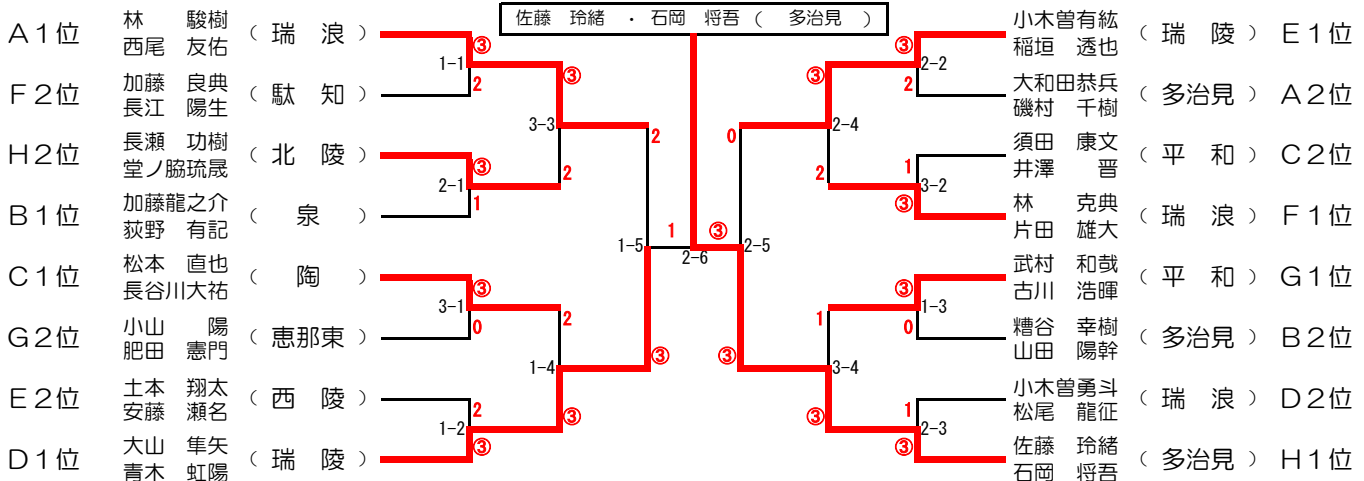 佐藤 玲緒 ・ 石岡 将吾 ( 多治見 )
A1位 林 駿樹 西尾 友佑 ( 瑞 浪 )
③
1-1
2
F2位 加藤 良典 長江 陽生 ( 駄 知 )
③
3-3
2
H2位 長瀬 功樹 堂ノ脇琉晟 ( 北 陵 )
③
2-1
1
B1位 加藤龍之介 荻野 有記 ( 泉 )
2
1-5
③
C1位 松本 直也 長谷川大祐 ( 陶 )
③
3-1
0
G2位 小山 陽 肥田 憲門 ( 恵那東 )
2
1-4
③
E2位 土本 翔太 安藤 瀬名 ( 西 陵 )
2
1-2
③
D1位 大山 隼矢 青木 虹陽 ( 瑞 陵 )
1
③
2-6
小木曽有紘 稲垣 透也 ( 瑞 陵 ) E1位
③
2-2
2
大和田恭兵 磯村 千樹 ( 多治見 ) A2位
③
2-4
2
須田 康文 井澤 晋 ( 平 和 ) C2位
1
3-2
③
林 克典 片田 雄大 ( 瑞 浪 ) F1位
0
2-5
③
武村 和哉 古川 浩暉 ( 平 和 ) G1位
③
1-3
0
糟谷 幸樹 山田 陽幹 ( 多治見 ) B2位
1
3-4
③
小木曽勇斗 松尾 龍征 ( 瑞 浪 ) D2位
1
2-3
③
佐藤 玲緒 石岡 将吾 ( 多治見 ) H1位